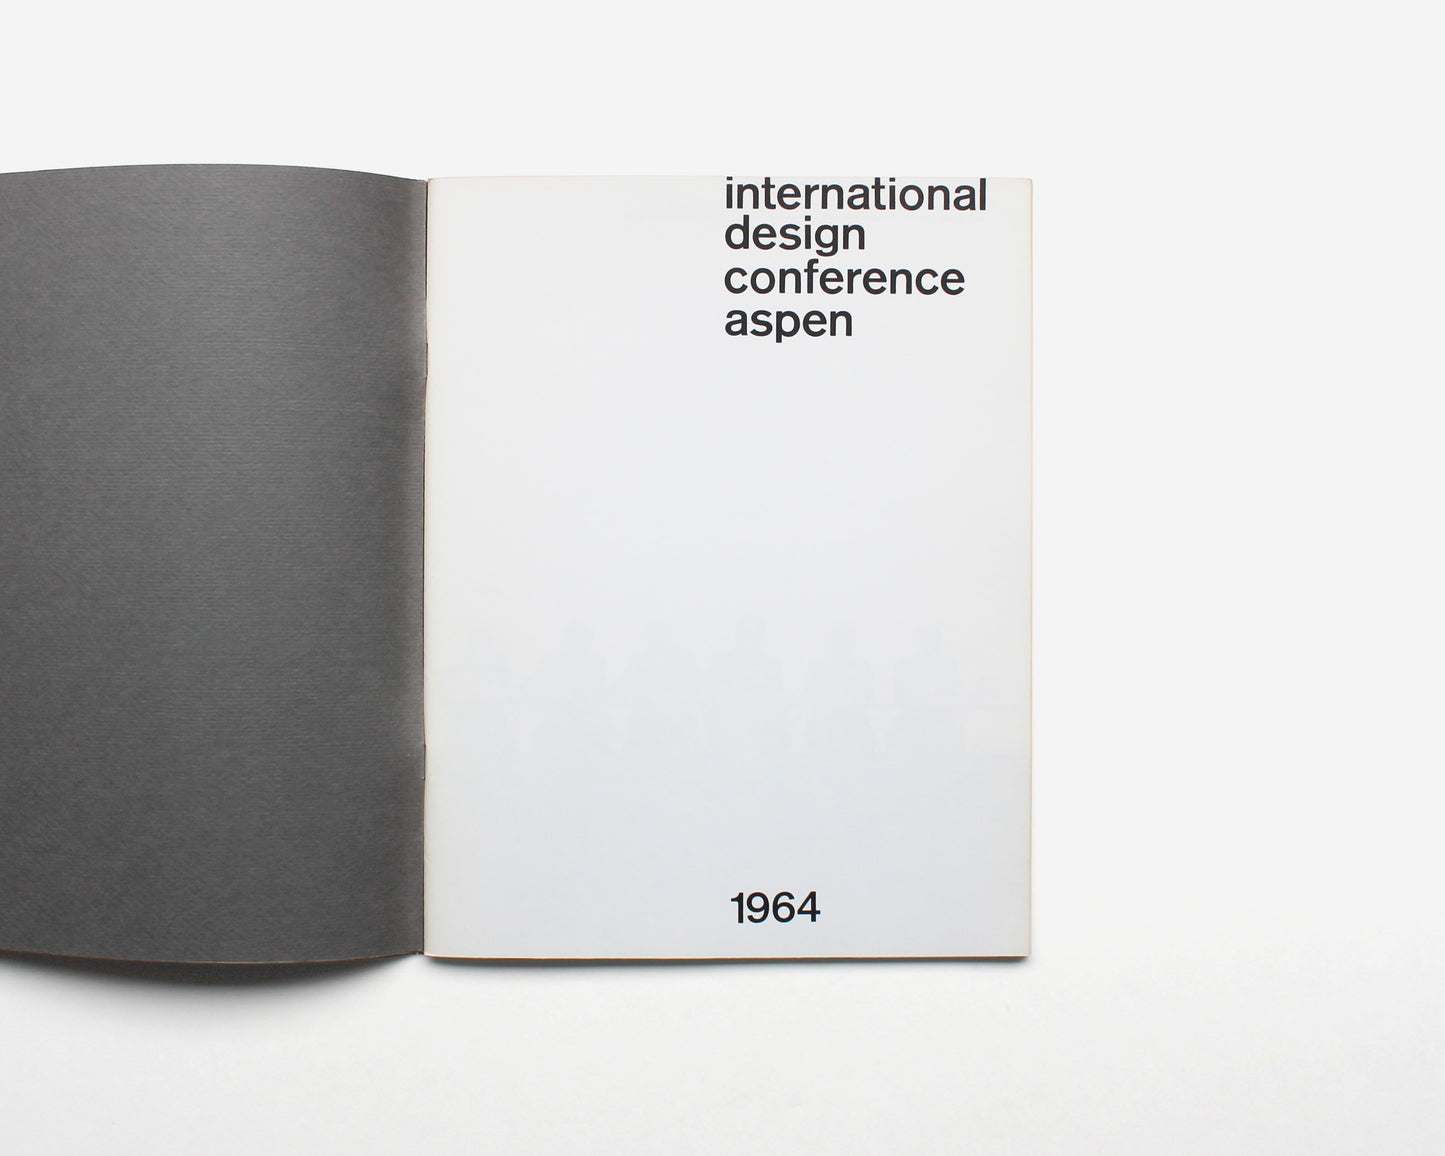 international
design
conference
aspen
1964